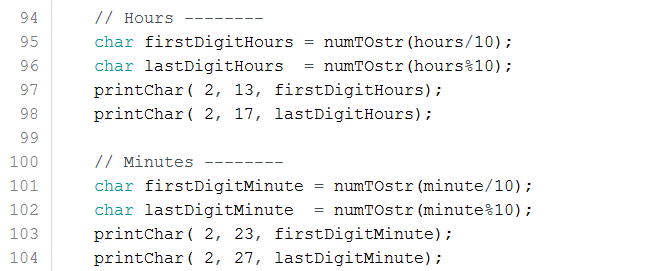 94 // Hours --------
95 char firstDigitHours = numTOstr(hours/10);
96 char lastDigitHours  = numTOstr(hours%10);
97 printChar( 2, 13, firstDigitHours);
98 printChar( 2, 17, lastDigitHours);
99
100 // Minutes --------
101 char firstDigitMinute = numTOstr(minute/10);
102 char lastDigitMinute  = numTOstr(minute%10);
103 printChar( 2, 23, firstDigitMinute);
104 printChar( 2, 27, lastDigitMinute);